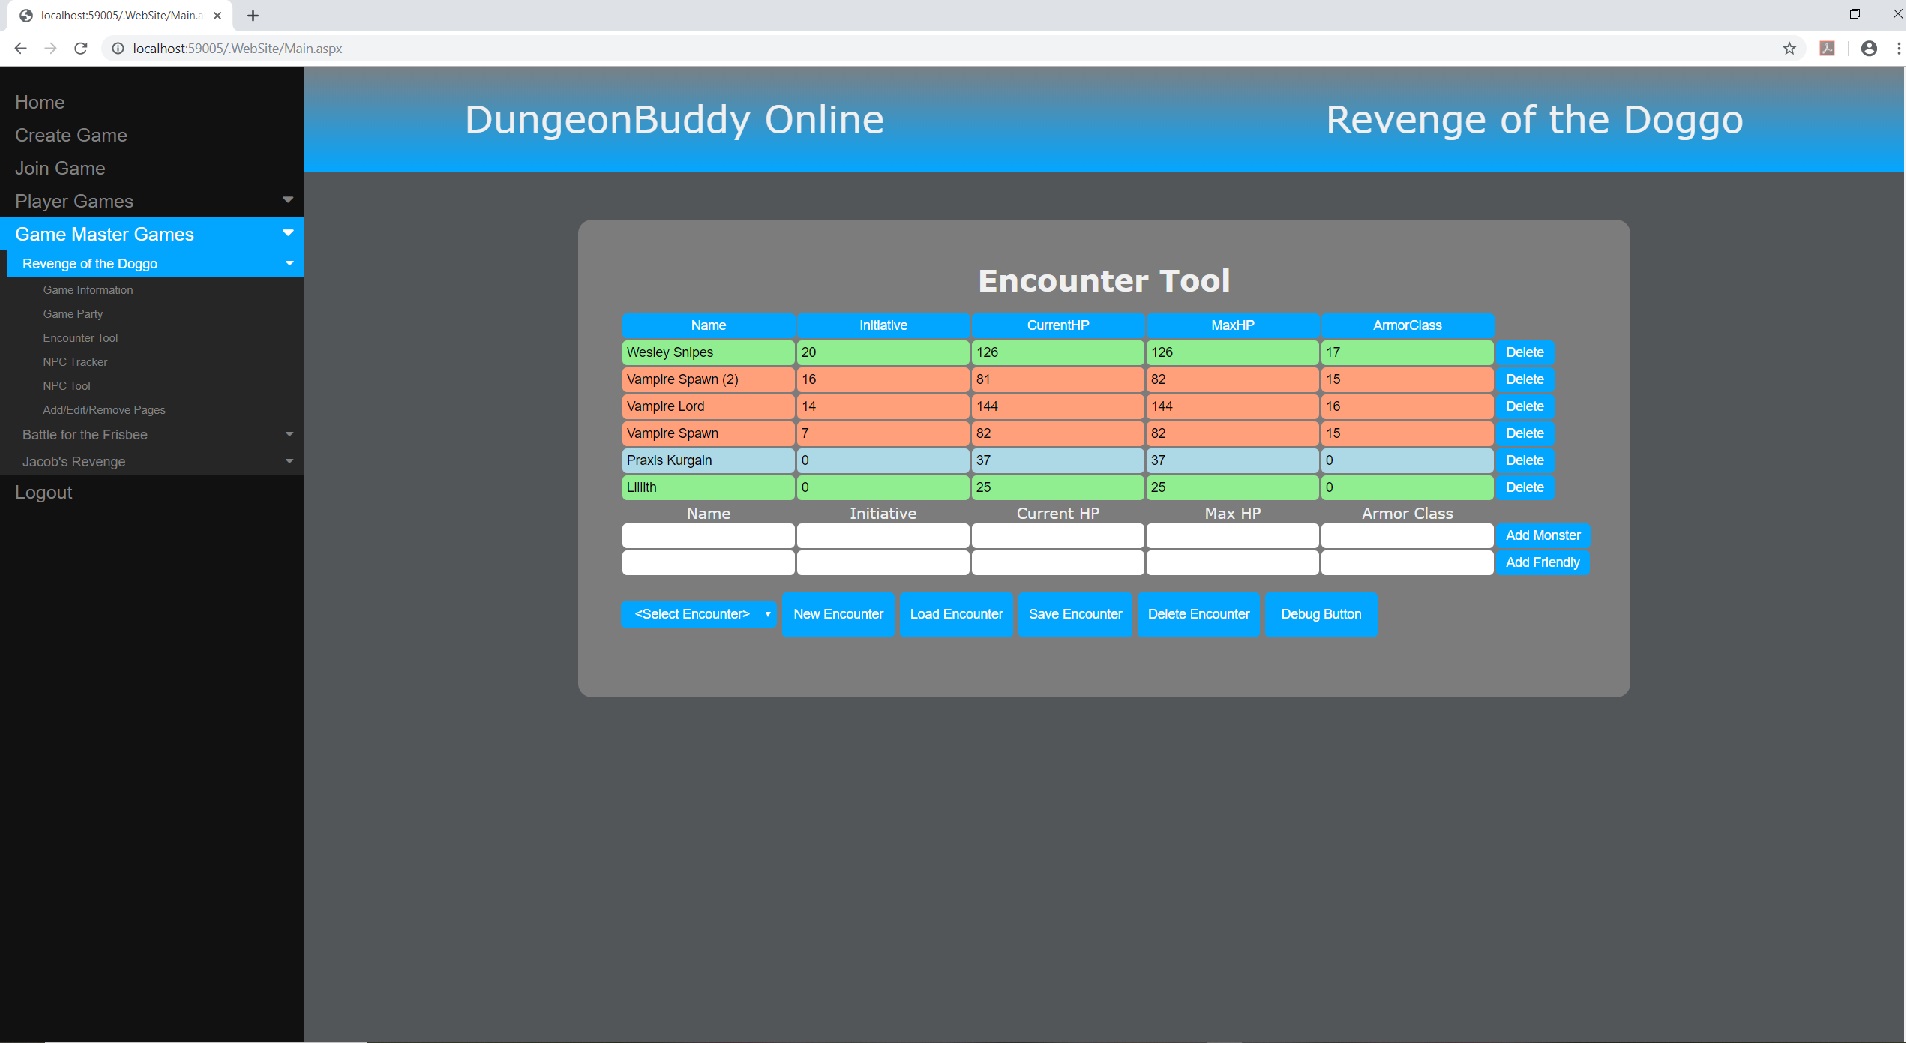 localhost:59005/.WebSite/Main.
localhost:59005/.WebSite/Main.aspx
Home
Create Game
Join Game
Player Games
Game Master Games
Revenge of the Doggo
Game Information
Game Party
Encounter Tool
NPC Tracker
NPC Tool
Add/Edit/Remove Pages
Battle for the Frisbee
Jacob's Revenge
Logout
DungeonBuddy Online
Revenge of the Doggo
Encounter Tool
Name Initiative CurrentHP MaxHP ArmorClass
Wesley Snipes 20 126 126 17 Delete
Vampire Spawn (2) 16 81 82 15 Delete
Vampire Lord 14 144 144 16 Delete
Vampire Spawn 7 82 82 15 Delete
Praxis Kurgain 0 37 37 0 Delete
Lillith 0 25 25 0 Delete
Name Initiative Current HP Max HP Armor Class
Add Monster
Add Friendly
<Select Encounter> New Encounter Load Encounter Save Encounter Delete Encounter Debug Button